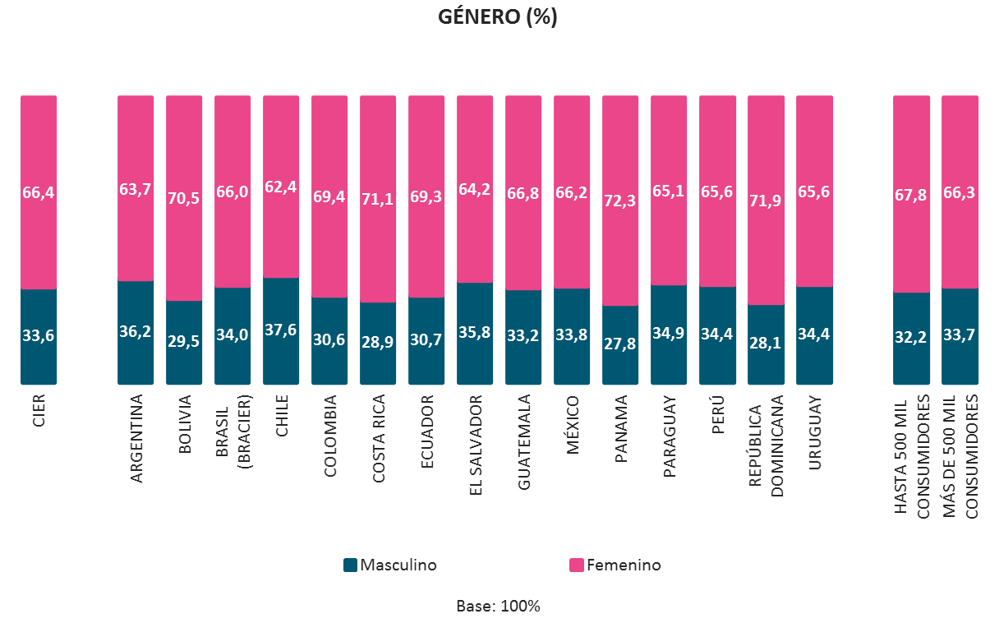 GÉNERO (%)
66,4
63,7
70,5
66,0
62,4
69,4
71,1
69,3
64,2
66,8
66,2
72,3
65,1
65,6
71,9
65,6
67,8
66,3
33,6
36,2
29,5
34,0
37,6
30,6
28,9
30,7
35,8
33,2
33,8
27,8
34,9
34,4
28,1
34,4
32,2
33,7
CIER
ARGENTINA
BOLIVIA
BRASIL
(BRACIER)
CHILE
COLOMBIA
COSTA RICA
ECUADOR
EL SALVADOR
GUATEMALA
MÉXICO
PANAMA
PARAGUAY
PERÚ
REPÚBLICA
DOMINICANA
URUGUAY
HASTA 500 MIL
CONSUMIDORES
MÁS DE 500 MIL
CONSUMIDORES
Masculino
Femenino
Base: 100%